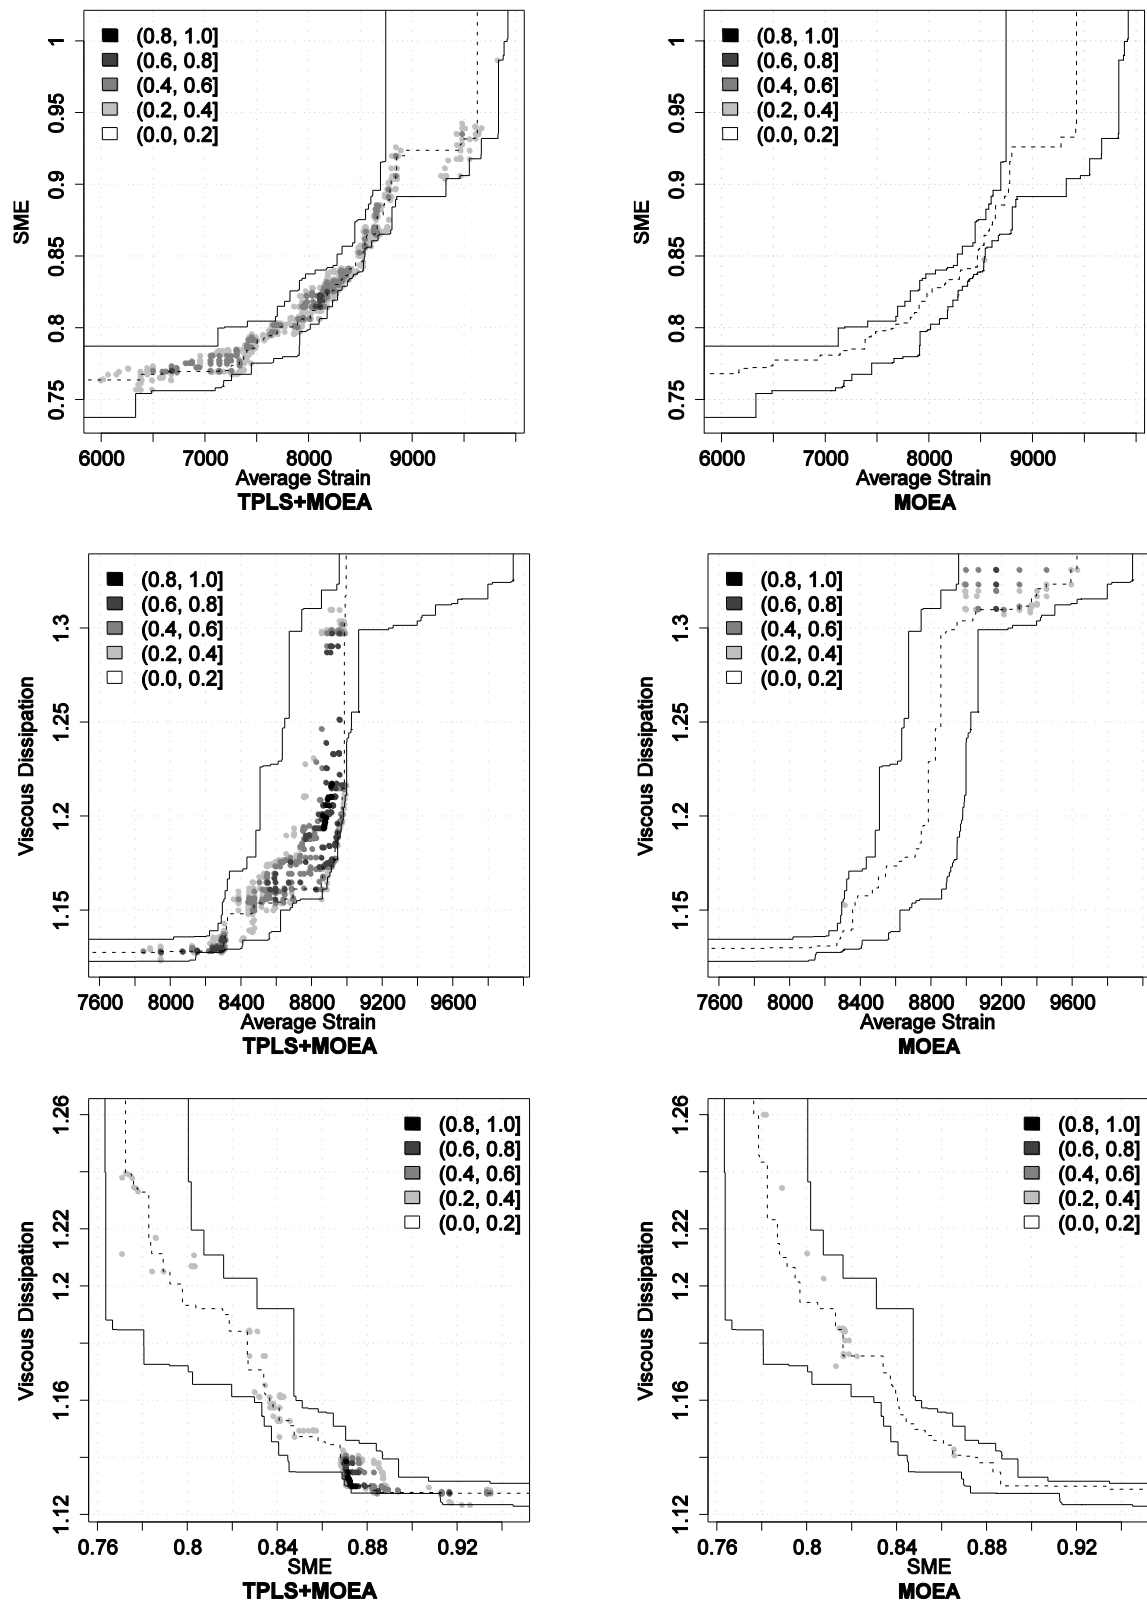 (0.8, 1.0]
(0.6, 0.8]
(0.4, 0.6]
(0.2, 0.4]
(0.0, 0.2]
1
0.95
0.9
0.85
0.8
0.75
SME
6000 7000 8000 9000
Average Strain
TPLS+MOEA
(0.8, 1.0]
(0.6, 0.8]
(0.4, 0.6]
(0.2, 0.4]
(0.0, 0.2]
1
0.95
0.9
0.85
0.8
0.75
SME
6000 7000 8000 9000
Average Strain
MOEA
(0.8, 1.0]
(0.6, 0.8]
(0.4, 0.6]
(0.2, 0.4]
(0.0, 0.2]
1.3
1.25
1.2
1.15
Viscous Dissipation
7600 8000 8400 8800 9200 9600
Average Strain
TPLS+MOEA
(0.8, 1.0]
(0.6, 0.8]
(0.4, 0.6]
(0.2, 0.4]
(0.0, 0.2]
1.3
1.25
1.2
1.15
Viscous Dissipation
7600 8000 8400 8800 9200 9600
Average Strain
MOEA
(0.8, 1.0]
(0.6, 0.8]
(0.4, 0.6]
(0.2, 0.4]
(0.0, 0.2]
1.26
1.22
1.2
1.16
1.12
Viscous Dissipation
0.76 0.8 0.84 0.88 0.92
SME
TPLS+MOEA
(0.8, 1.0]
(0.6, 0.8]
(0.4, 0.6]
(0.2, 0.4]
(0.0, 0.2]
1.26
1.22
1.2
1.16
1.12
Viscous Dissipation
0.76 0.8 0.84 0.88 0.92
SME
MOEA